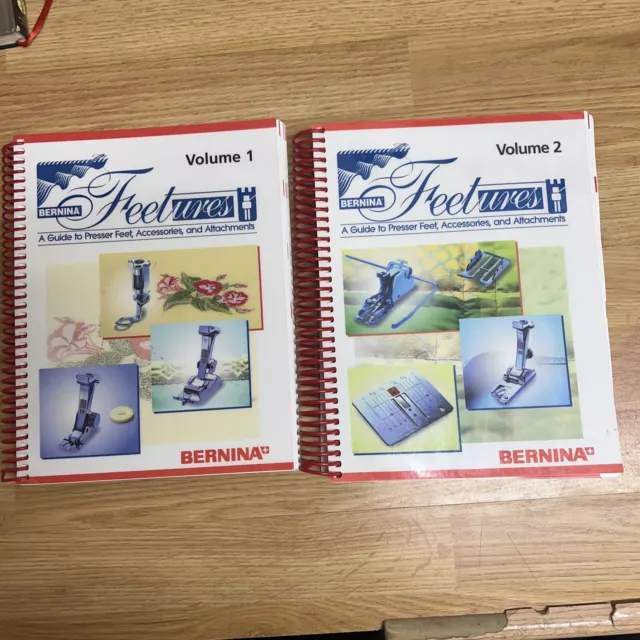 Volume 1
BERNINA Feetures
A Guide to Presser Feet, Accessories, and Attachments
BERNINA+
Volume 2
BERNINA Feetures
A Guide to Presser Feet, Accessories, and Attachments
BERNINA+